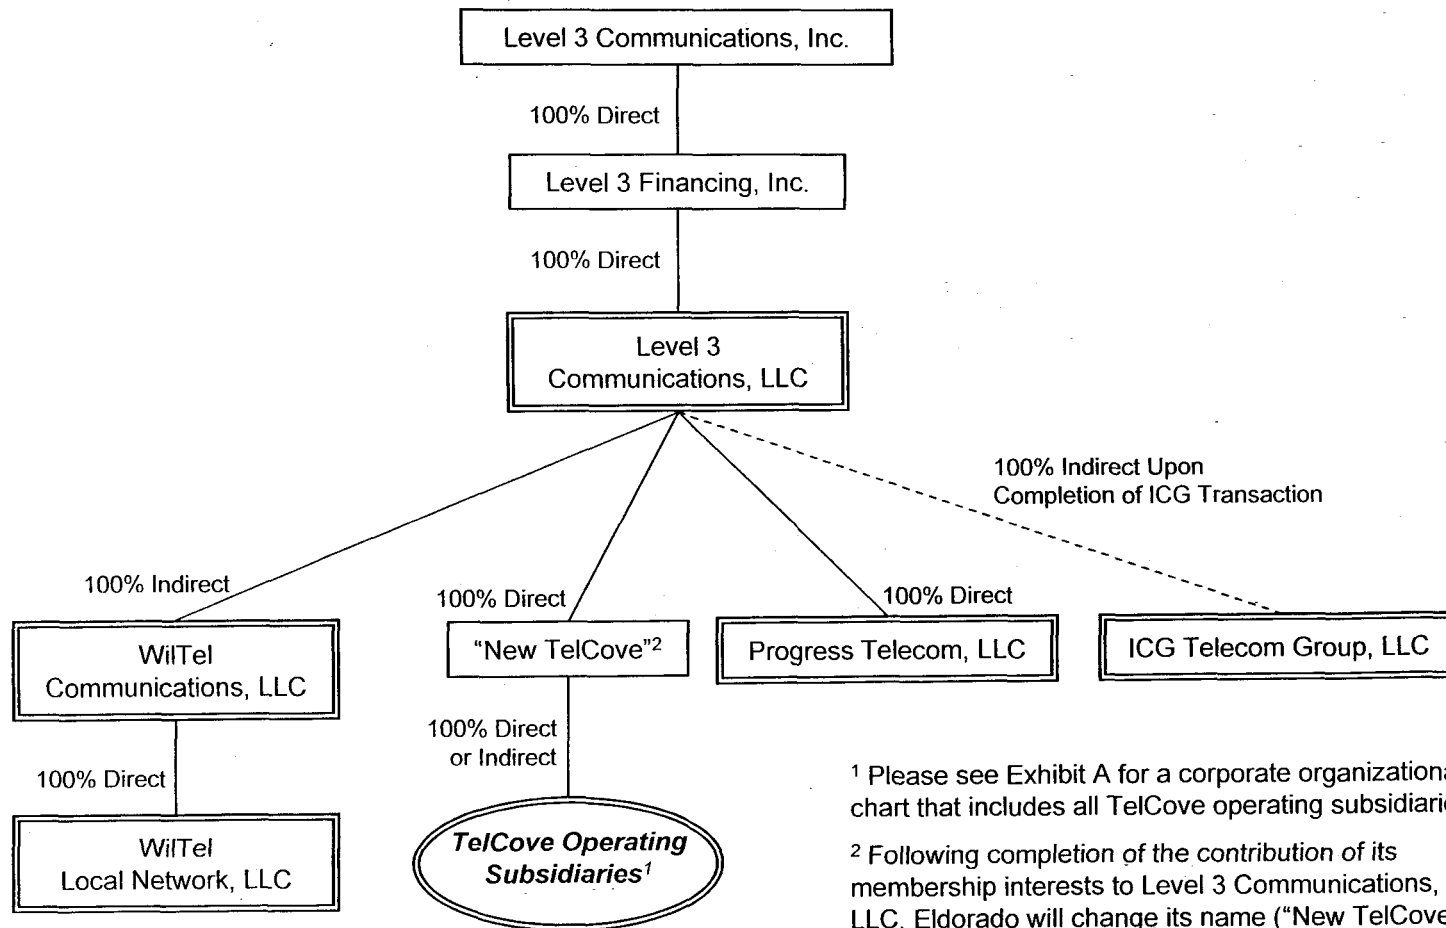 Level 3 Communications, Inc.
100% Direct
Level 3 Financing, Inc.
100% Direct
Level 3
Communications, LLC
100% Indirect Upon
Completion of ICG Transaction
100% Indirect
100% Direct
100% Direct
WilTel
Communications, LLC
“New TelCove”²
Progress Telecom, LLC
ICG Telecom Group, LLC
100% Direct
or Indirect
100% Direct
WilTel
Local Network, LLC
TelCove Operating
Subsidiaries¹
¹ Please see Exhibit A for a corporate organizationa
chart that includes all TelCove operating subsidiarie
² Following completion of the contribution of its
membership interests to Level 3 Communications,
LLC, Eldorado will change its name (“New TelCove